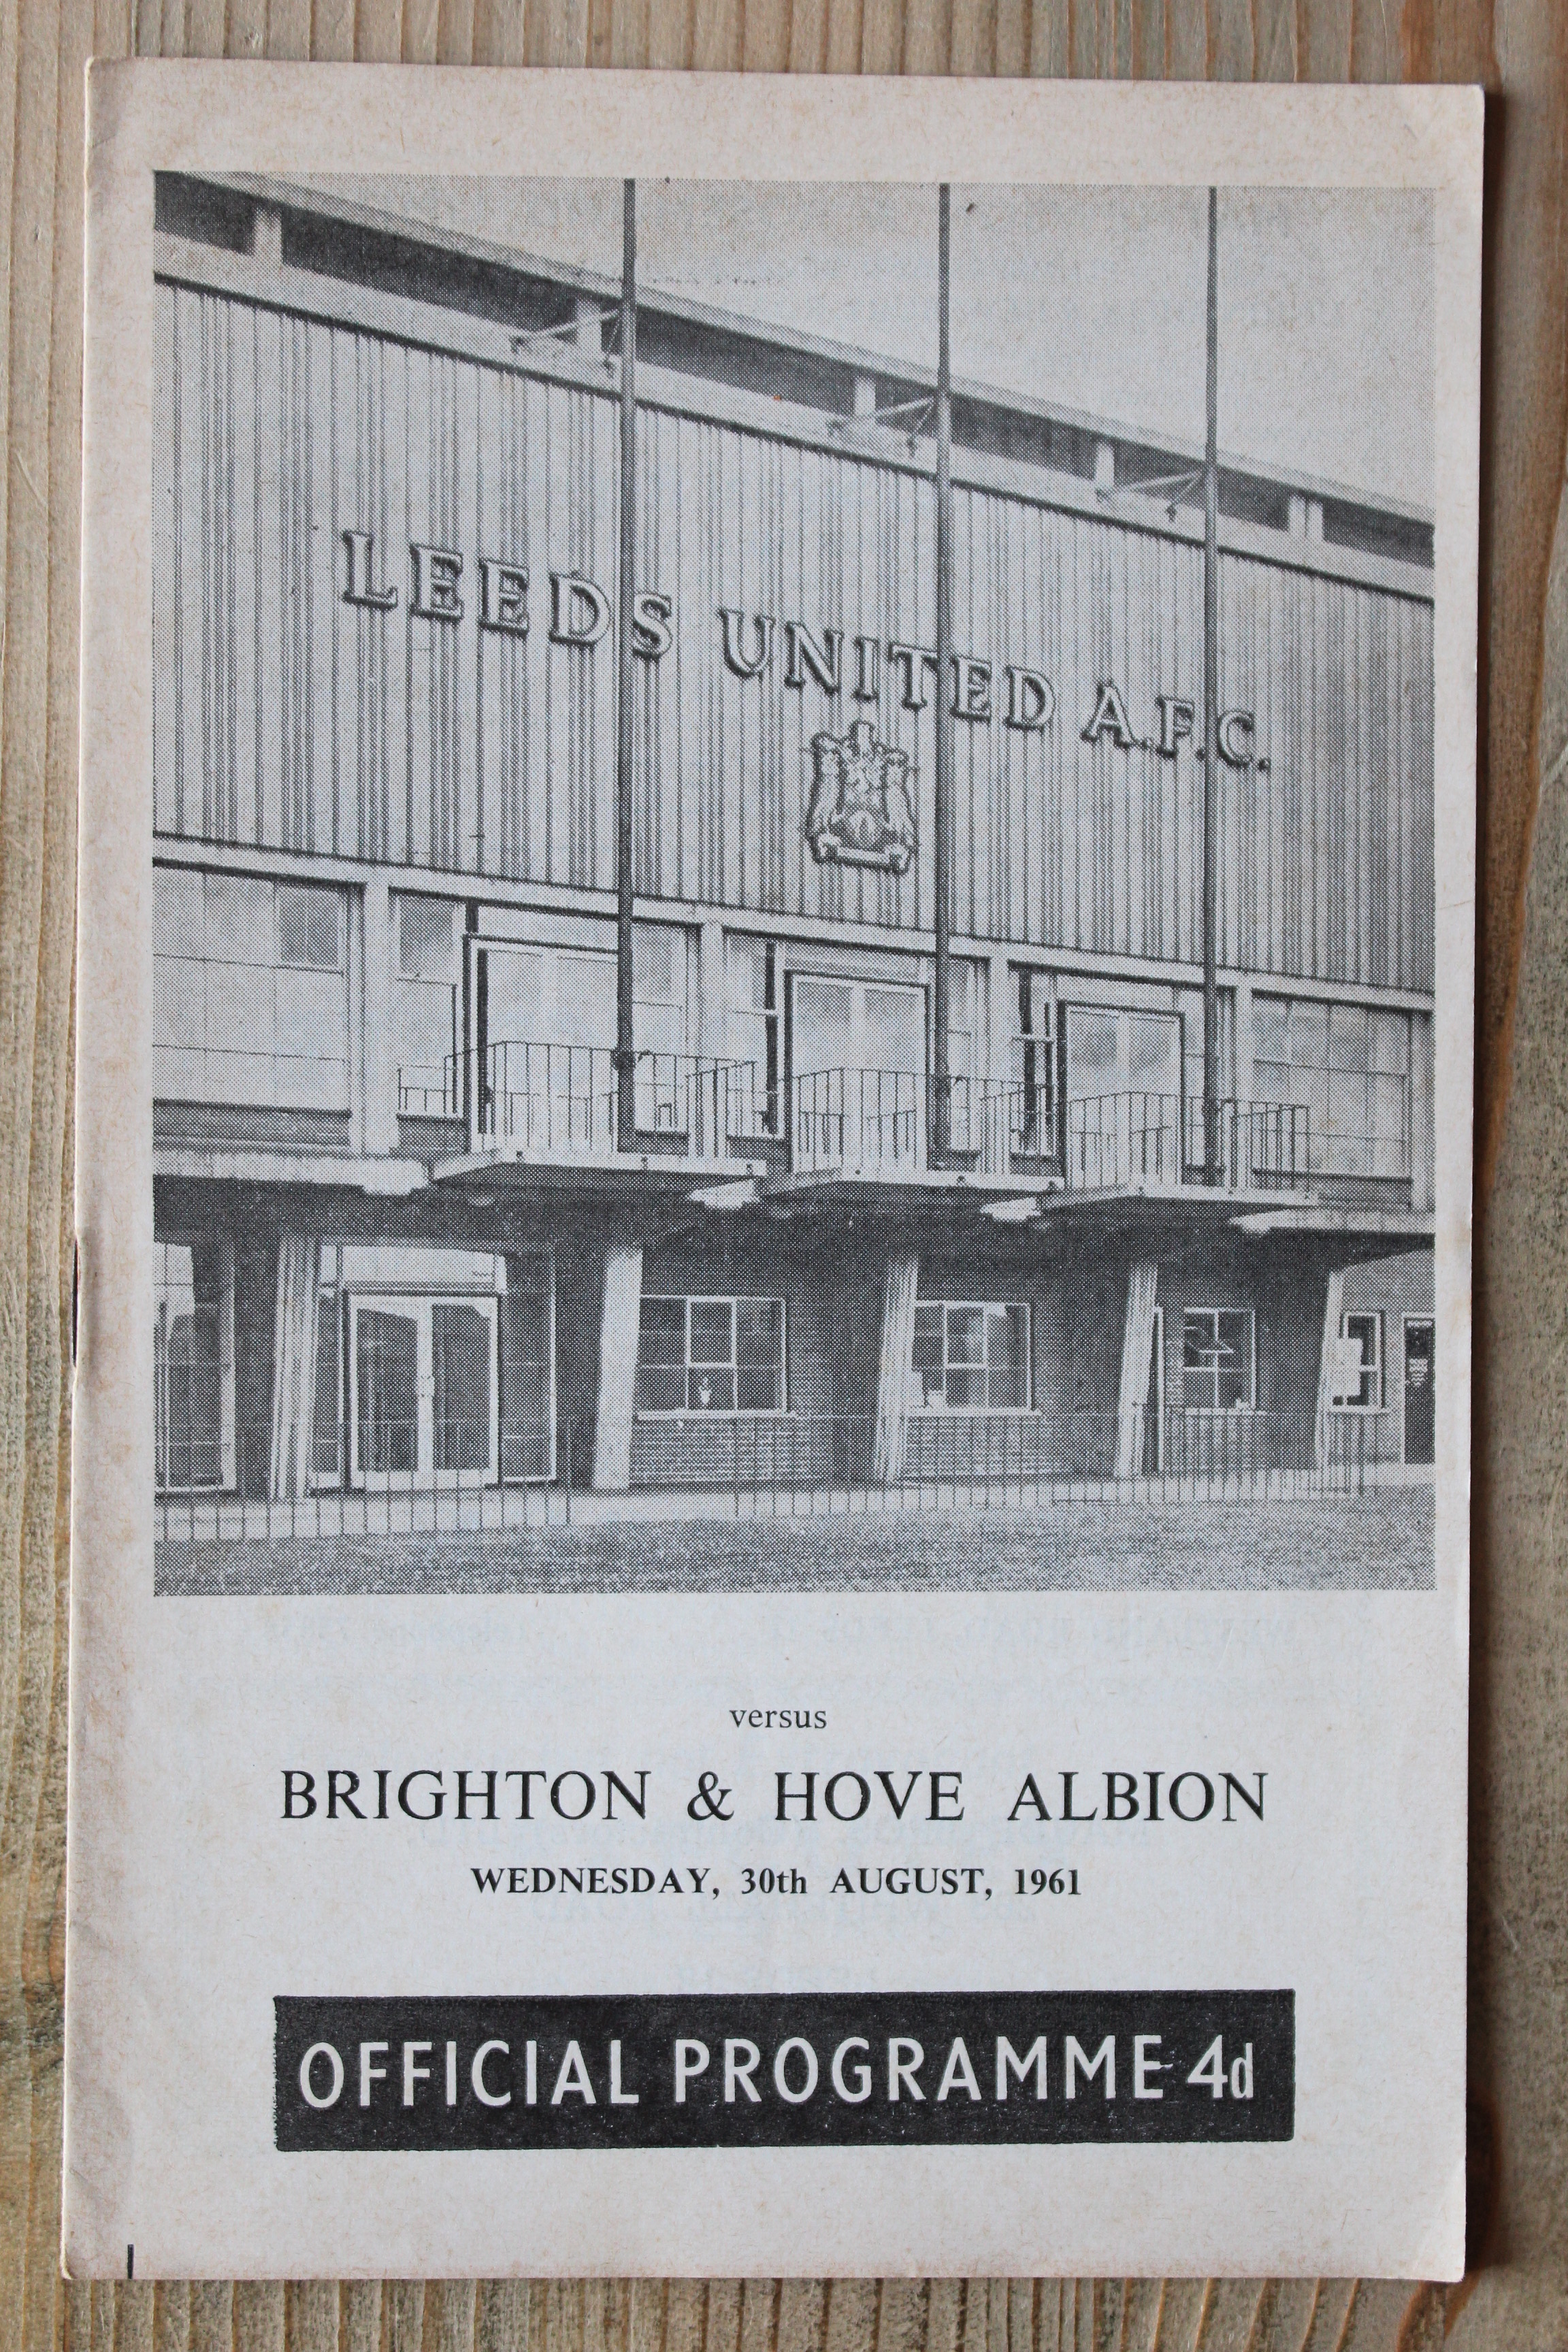 LEEDS UNITED A.F.C.
versus
BRIGHTON & HOVE ALBION
WEDNESDAY, 30th AUGUST, 1961
OFFICIAL PROGRAMME 4d